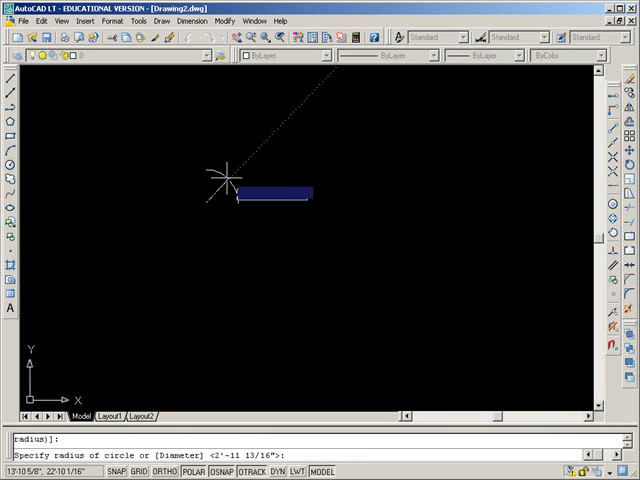 AutoCAD LT - EDUCATIONAL VERSION - [Drawing2.dwg]
File Edit View Insert Format Tools Draw Dimension Modify Window Help
Standard Standard Standard
0 ByLayer ByLayer ByLayer ByColor
A
Y
X
Model Layout1 Layout2
radius)]:
Specify radius of circle or [Diameter] <2'-11 13/16">:
13'-10 5/8", 22'-10 1/16" SNAP GRID ORTHO POLAR OSNAP OTRACK DYN LWT MODEL